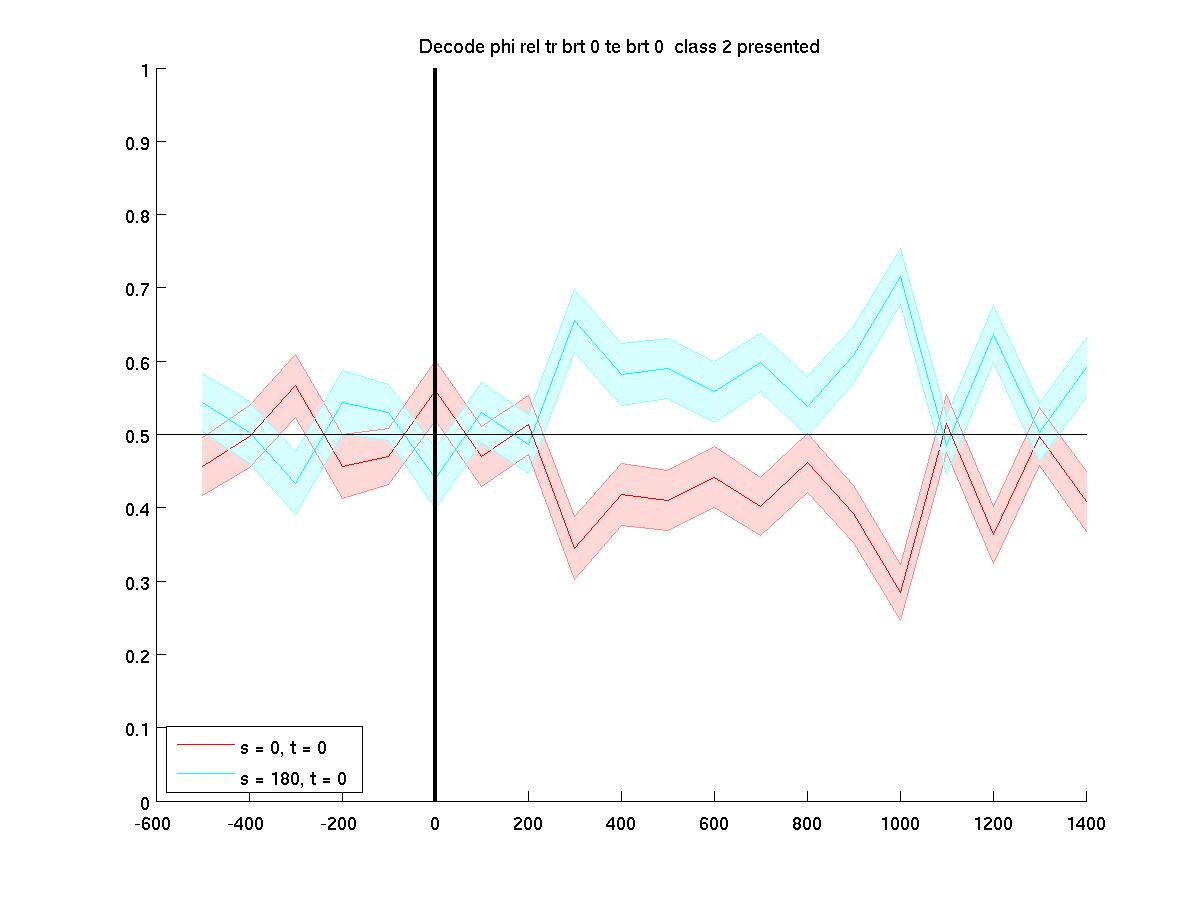 Decode phi rel tr brt 0 te brt 0  class 2 presented
1
0.9
0.8
0.7
0.6
0.5
0.4
0.3
0.2
0.1
0
s = 0, t = 0
s = 180, t = 0
-600 -400 -200 0 200 400 600 800 1000 1200 1400